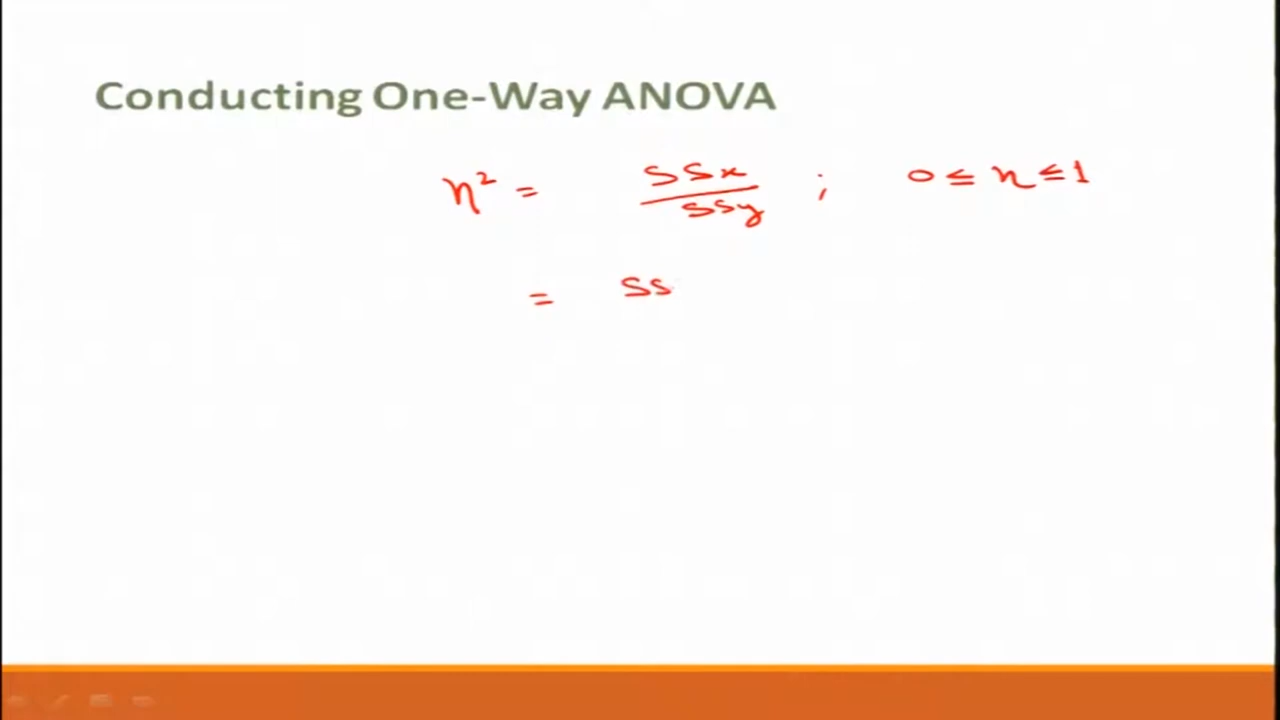 Conducting One-Way ANOVA
η² = SSx / SSy ; 0 ≤ η ≤ 1
= SS